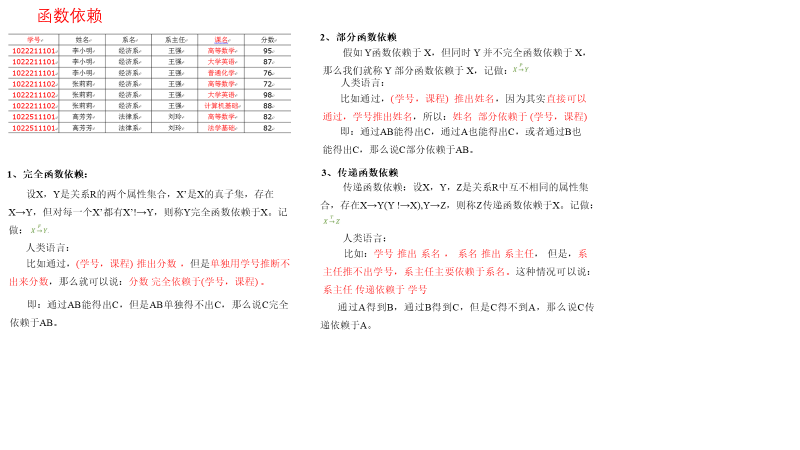 函数依赖
学号 姓名 系名 系主任 课名 分数
1022211101 李小明 经济系 王强 高等数学 95
1022211101 李小明 经济系 王强 大学英语 87
1022211101 李小明 经济系 王强 普通化学 76
1022211102 张莉莉 经济系 王强 高等数学 72
1022211102 张莉莉 经济系 王强 大学英语 98
1022211102 张莉莉 经济系 王强 计算机基础 88
1022511101 高芳芳 法律系 刘玲 高等数学 82
1022511101 高芳芳 法律系 刘玲 法学基础 82
1、完全函数依赖:
设X，Y是关系R的两个属性集合，X'是X的真子集，存在
X→Y，但对每一个X'都有X'!→Y，则称Y完全函数依赖于X。记
做: X F→ Y.
人类语言:
比如通过，(学号，课程) 推出分数 ，但是单独用学号推断不
出来分数，那么就可以说: 分数 完全依赖于(学号，课程) 。
即: 通过AB能得出C，但是AB单独得不出C，那么说C完全
依赖于AB。
2、部分函数依赖
假如 Y函数依赖于 X，但同时 Y 并不完全函数依赖于 X，
那么我们就称 Y 部分函数依赖于 X，记做: X P→ Y
人类语言:
比如通过，(学号，课程) 推出姓名，因为其实直接可以
通过，学号推出姓名，所以: 姓名 部分依赖于 (学号，课程)
即: 通过AB能得出C，通过A也能得出C，或者通过B也
能得出C，那么说C部分依赖于AB。
3、传递函数依赖
传递函数依赖: 设X，Y，Z是关系R中互不相同的属性集
合，存在X→Y(Y !→X),Y→Z，则称Z传递函数依赖于X。记做:
X T→ Z
人类语言:
比如: 学号 推出 系名 ， 系名 推出 系主任， 但是，系
主任推不出学号，系主任主要依赖于系名。这种情况可以说:
系主任 传递依赖于 学号
通过A得到B，通过B得到C，但是C得不到A，那么说C传
递依赖于A。